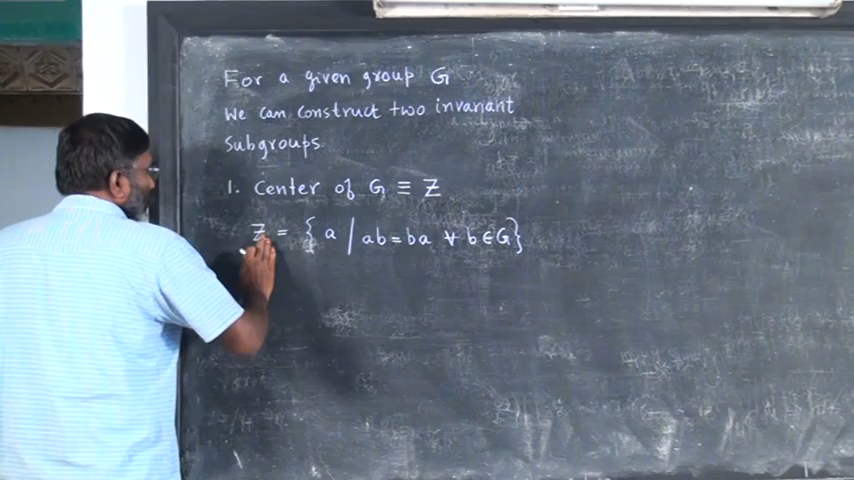 For a given group G
We can construct two invariant
Subgroups.
1. Center of G ≡ Z
Z = { a | ab = ba ∀ b ∈ G }